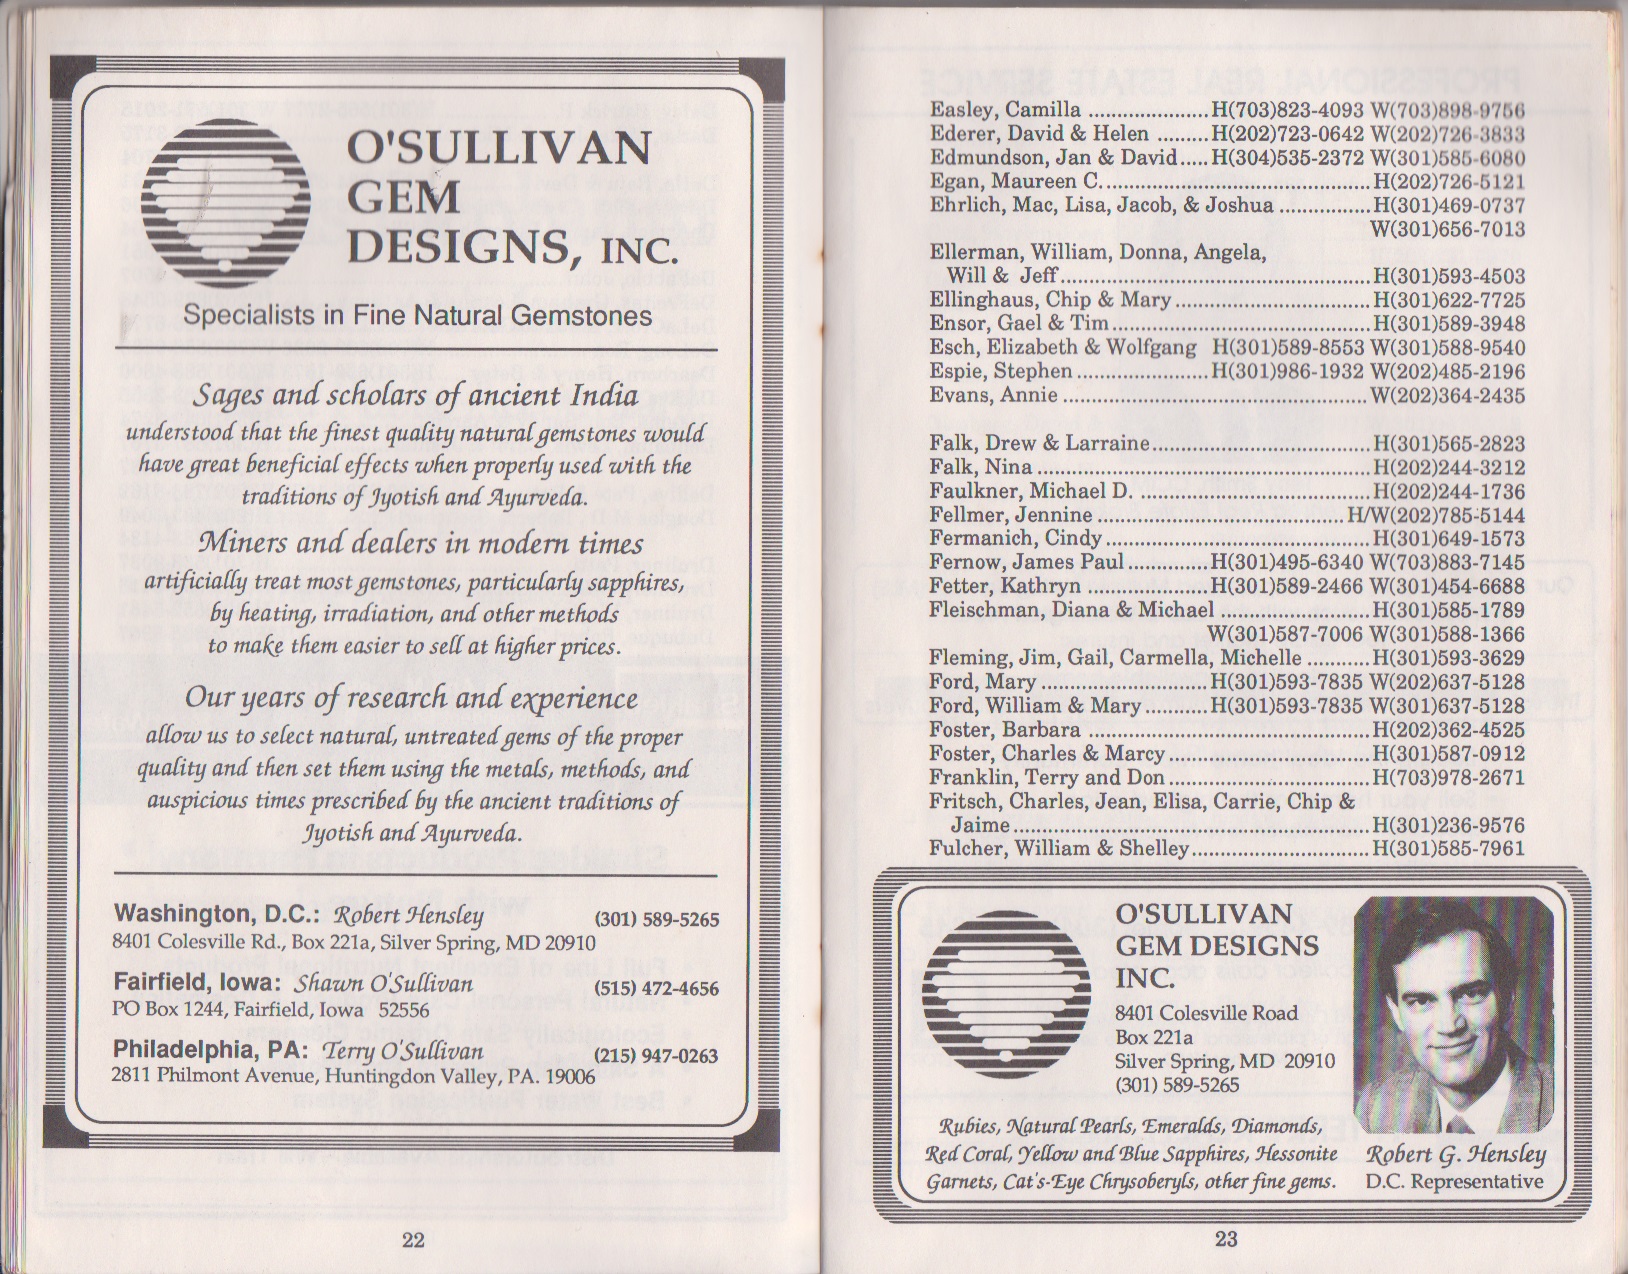 O'SULLIVAN
GEM
DESIGNS, INC.
Specialists in Fine Natural Gemstones
Sages and scholars of ancient India
understood that the finest quality natural gemstones would
have great beneficial effects when properly used with the
traditions of Jyotish and Ayurveda.
Miners and dealers in modern times
artificially treat most gemstones, particularly sapphires,
by heating, irradiation, and other methods
to make them easier to sell at higher prices.
Our years of research and experience
allow us to select natural, untreated gems of the proper
quality and then set them using the metals, methods, and
auspicious times prescribed by the ancient traditions of
Jyotish and Ayurveda.
Washington, D.C.: Robert Hensley (301) 589-5265
8401 Colesville Rd., Box 221a, Silver Spring, MD 20910
Fairfield, Iowa: Shawn O'Sullivan (515) 472-4656
PO Box 1244, Fairfield, Iowa 52556
Philadelphia, PA: Terry O'Sullivan (215) 947-0263
2811 Philmont Avenue, Huntingdon Valley, PA. 19006
22
Easley, Camilla .....................H(703)823-4093 W(703)898-9756
Ederer, David & Helen .........H(202)723-0642 W(202)726-3833
Edmundson, Jan & David.....H(304)535-2372 W(301)585-6080
Egan, Maureen C...............................................H(202)726-5121
Ehrlich, Mac, Lisa, Jacob, & Joshua ................H(301)469-0737
W(301)656-7013
Ellerman, William, Donna, Angela,
Will & Jeff......................................................H(301)593-4503
Ellinghaus, Chip & Mary ..................................H(301)622-7725
Ensor, Gael & Tim.............................................H(301)589-3948
Esch, Elizabeth & Wolfgang H(301)589-8553 W(301)588-9540
Espie, Stephen.......................H(301)986-1932 W(202)485-2196
Evans, Annie .....................................................W(202)364-2435
Falk, Drew & Larraine......................................H(301)565-2823
Falk, Nina ..........................................................H(202)244-3212
Faulkner, Michael D. ........................................H(202)244-1736
Fellmer, Jennine ...........................................H/W(202)785-5144
Fermanich, Cindy..............................................H(301)649-1573
Fernow, James Paul ..............H(301)495-6340 W(703)883-7145
Fetter, Kathryn .....................H(301)589-2466 W(301)454-6688
Fleischman, Diana & Michael ...........................H(301)585-1789
W(301)587-7006 W(301)588-1366
Fleming, Jim, Gail, Carmella, Michelle ...........H(301)593-3629
Ford, Mary .............................H(301)593-7835 W(202)637-5128
Ford, William & Mary...........H(301)593-7835 W(301)637-5128
Foster, Barbara .................................................H(202)362-4525
Foster, Charles & Marcy...................................H(301)587-0912
Franklin, Terry and Don...................................H(703)978-2671
Fritsch, Charles, Jean, Elisa, Carrie, Chip &
Jaime..............................................................H(301)236-9576
Fulcher, William & Shelley...............................H(301)585-7961
O'SULLIVAN
GEM DESIGNS
INC.
8401 Colesville Road
Box 221a
Silver Spring, MD 20910
(301) 589-5265
Rubies, Natural Pearls, Emeralds, Diamonds,
Red Coral, Yellow and Blue Sapphires, Hessonite
Garnets, Cat's-Eye Chrysoberyls, other fine gems.
Robert G. Hensley
D.C. Representative
23